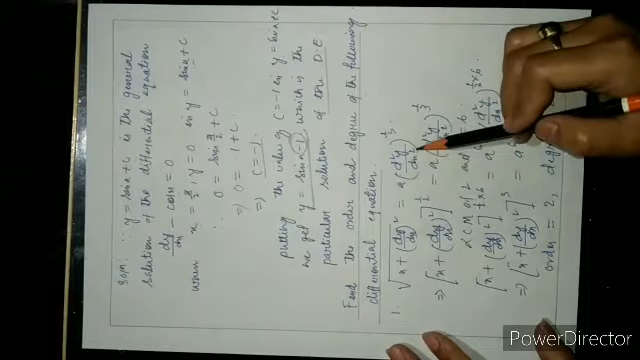 Soln: ∵ y = sin x + c is the general
solution of the differential equation
dy/dx − cos x = 0
when x = π/2, y = 0 in y = sin x + c
∴ 0 = sin π/2 + c
⇒ 0 = 1 + c
⇒ c = −1
putting the value of c = −1 in y = sin x + c
we get y = sin x − 1, which is the
particular solution of the D.E
Find the order and degree of the following
differential equation.
1. √(x + (dy/dx)²) = a (d²y/dx²)^(1/3)
⇒ [x + (dy/dx)²]^(1/2) = a (d²y/dx²)^(1/3)
LCM of 2 and 6.
[x + (dy/dx)²]^(1/2 × 6) = a (d²y/dx²)^(1/3 × 6)
⇒ [x + (dy/dx)²]³ = a
order = 2, deg
PowerDirector